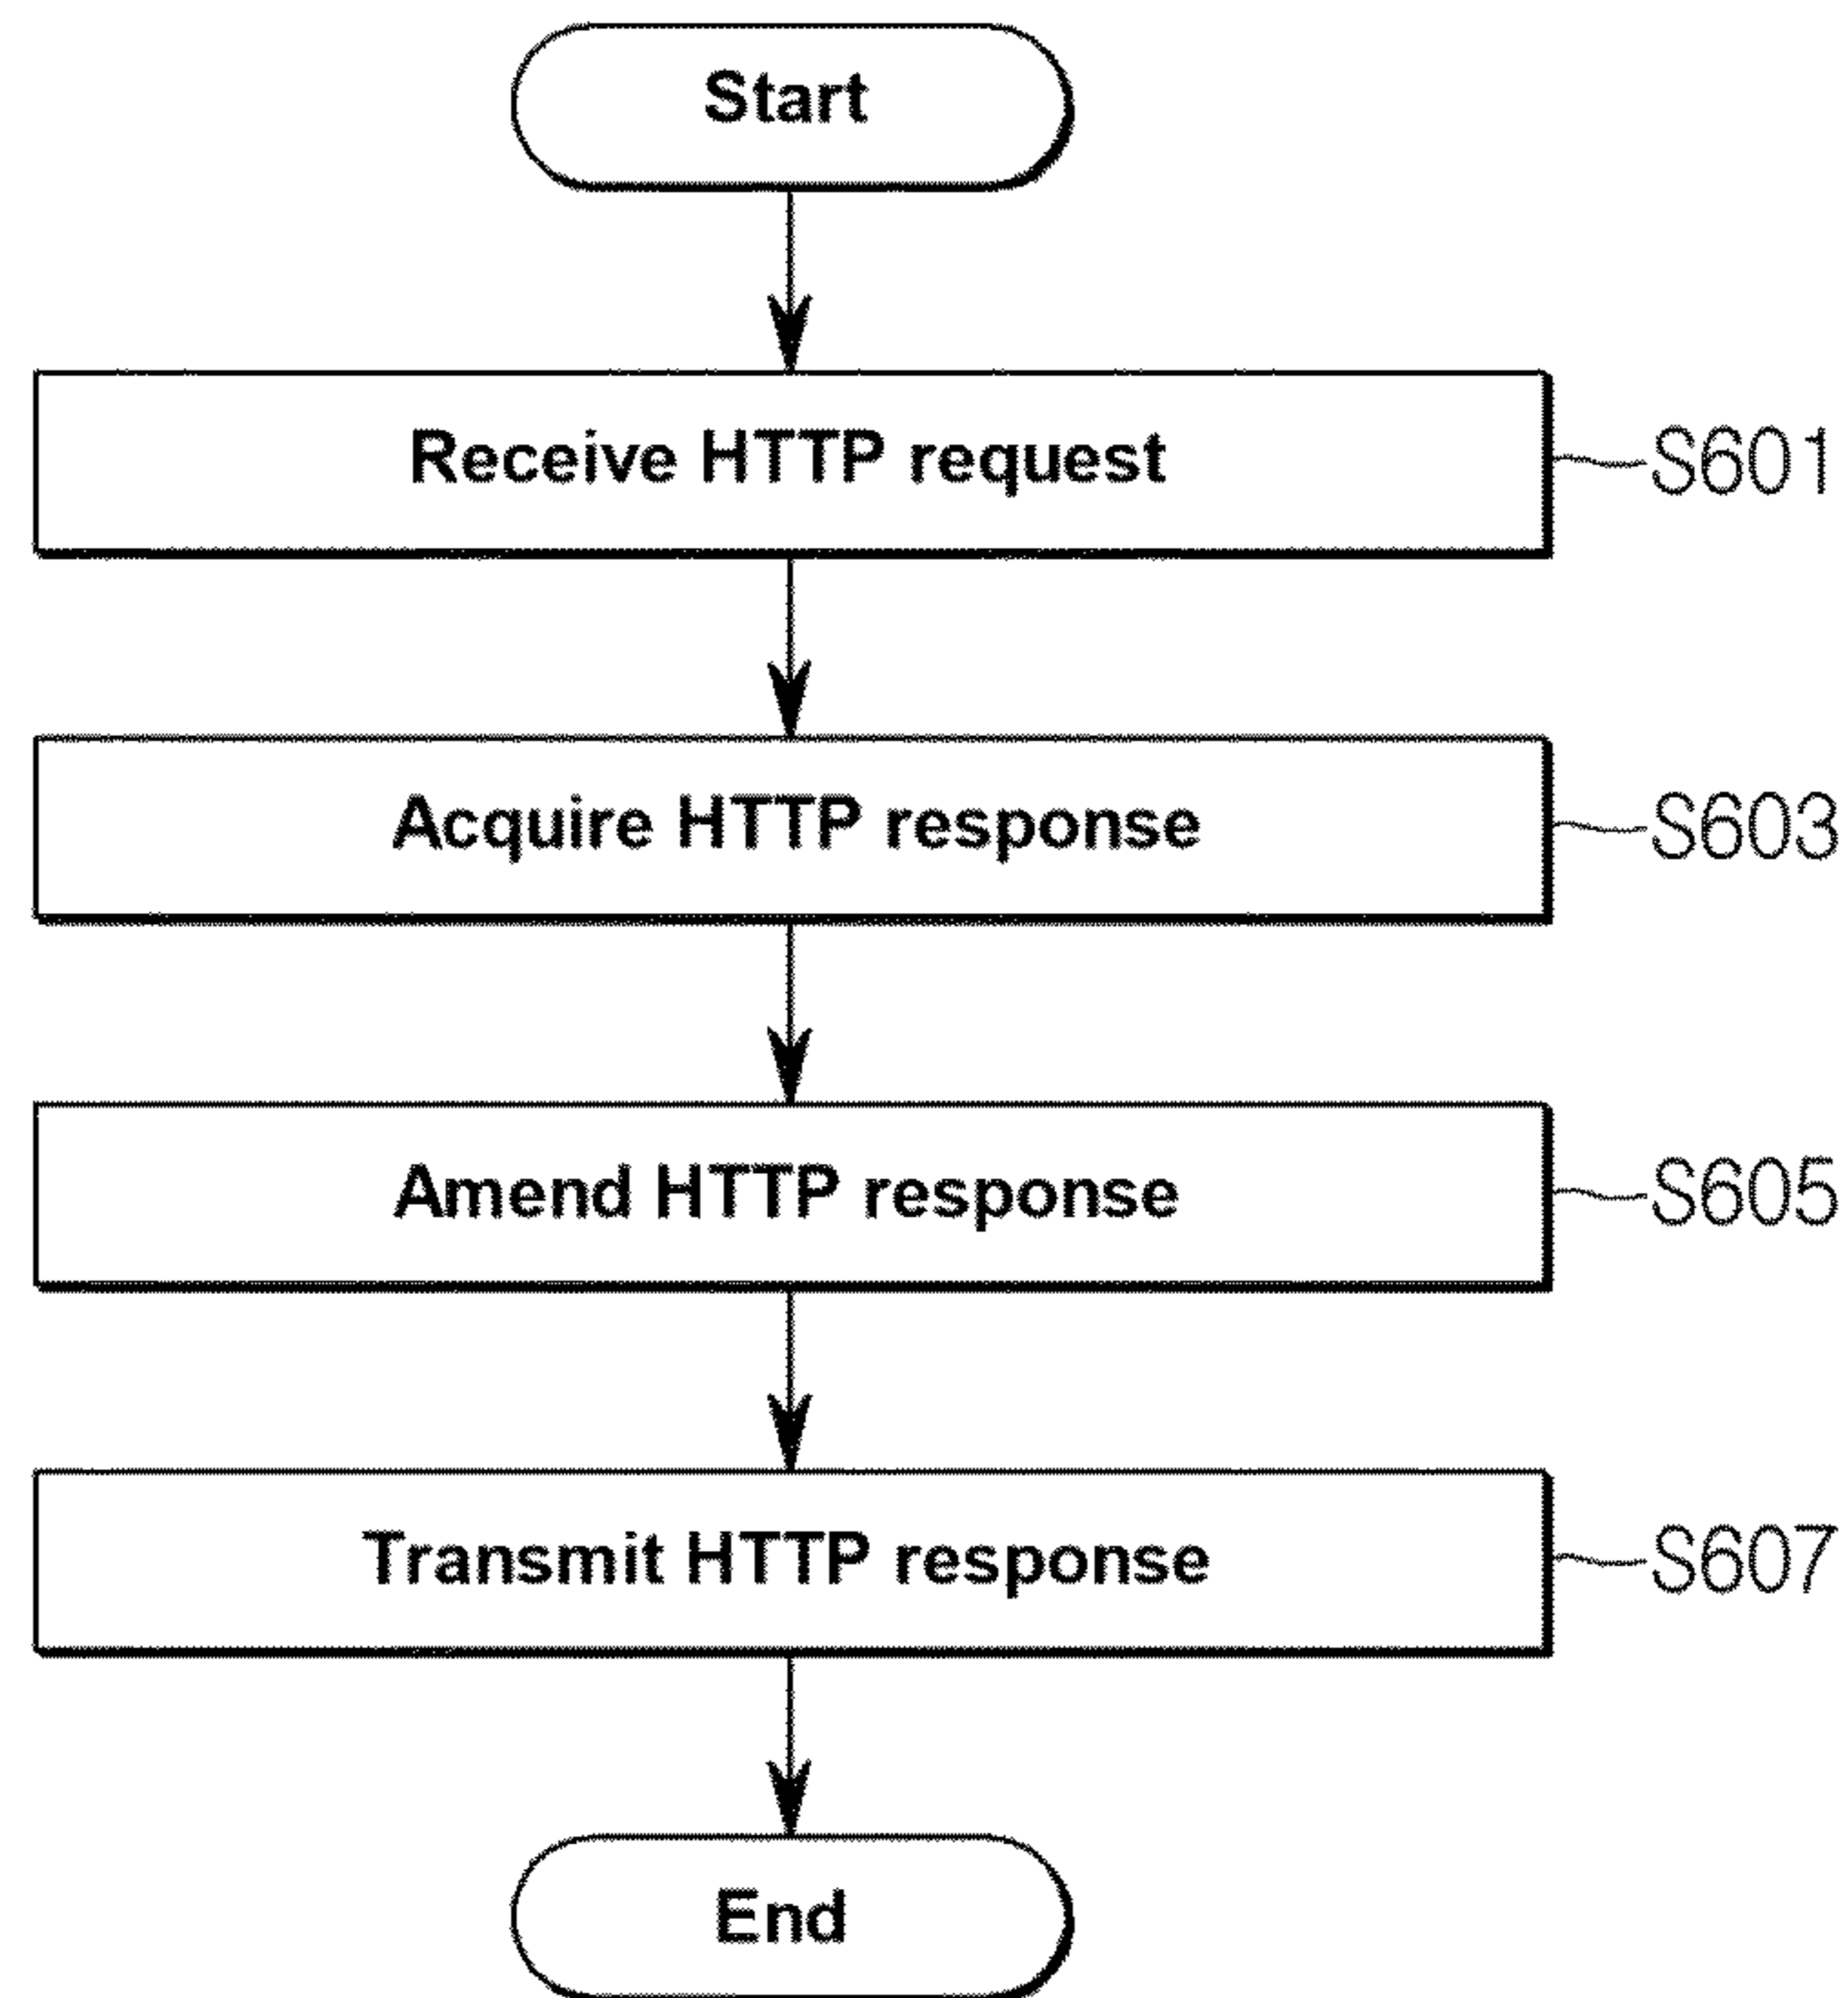 Start
Receive HTTP request
S601
Acquire HTTP response
S603
Amend HTTP response
S605
Transmit HTTP response
S607
End